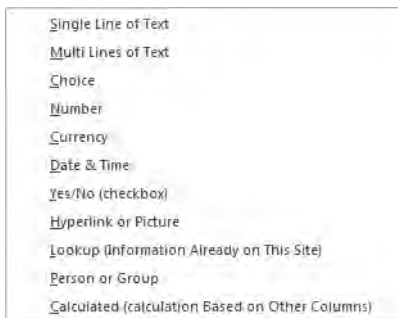 Single Line of Text
Multi Lines of Text
Choice
Number
Currency
Date & Time
Yes/No (checkbox)
Hyperlink or Picture
Lookup (Information Already on This Site)
Person or Group
Calculated (calculation Based on Other Columns)